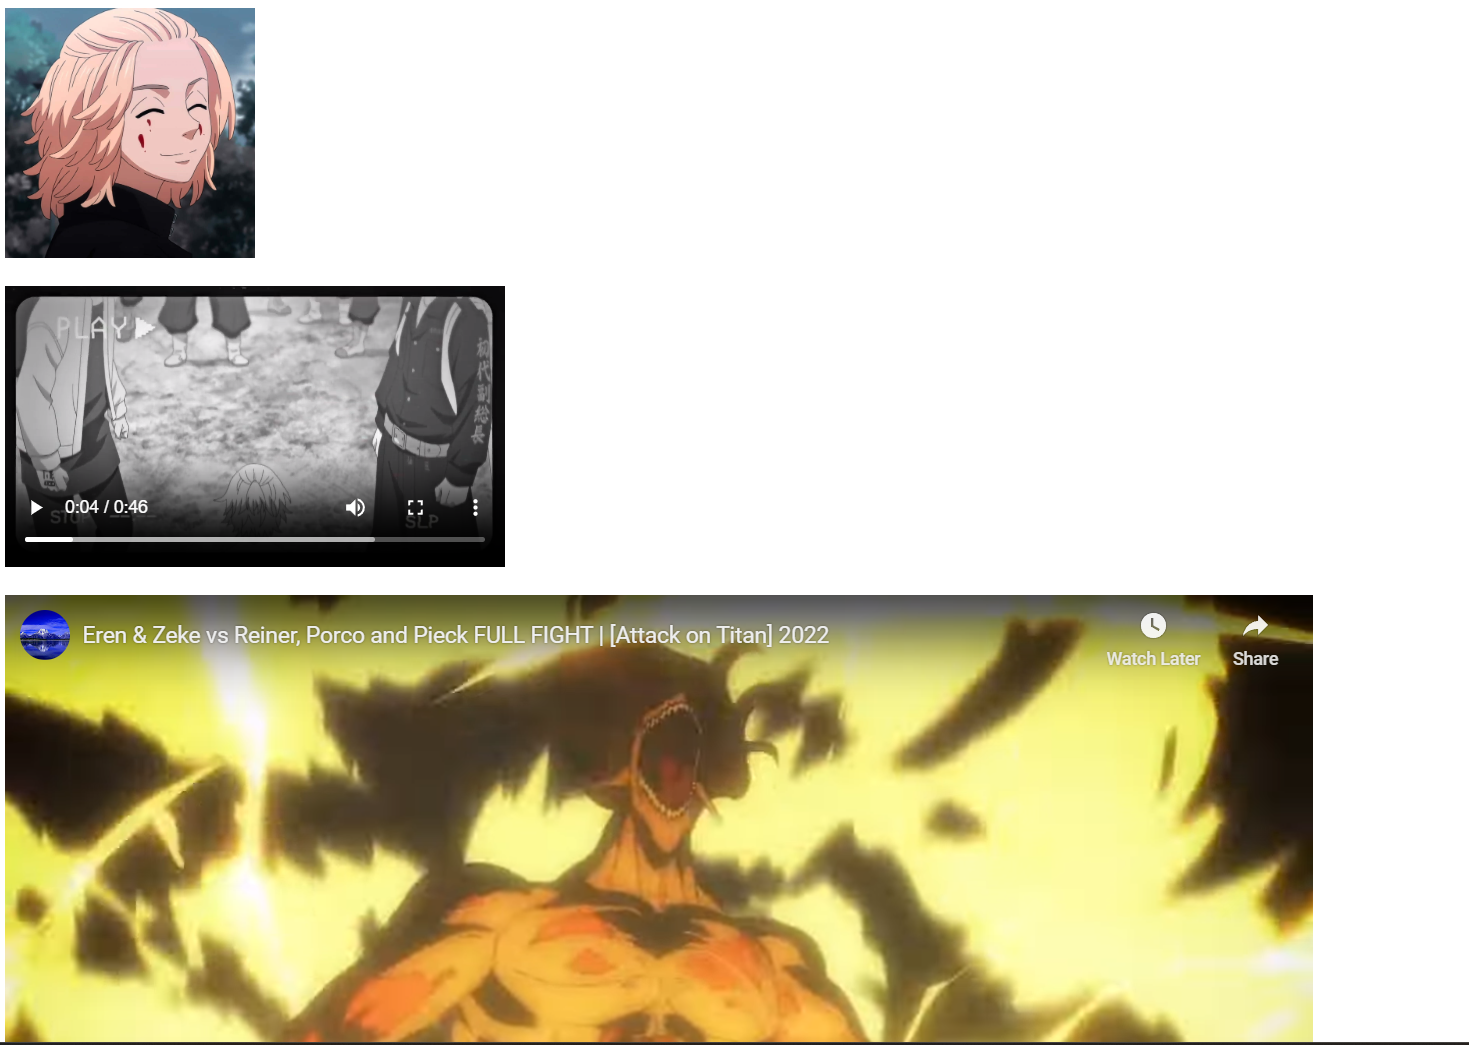 PLAY
初代副総長
0:04 / 0:46
SLP
Eren & Zeke vs Reiner, Porco and Pieck FULL FIGHT | [Attack on Titan] 2022
Watch Later
Share